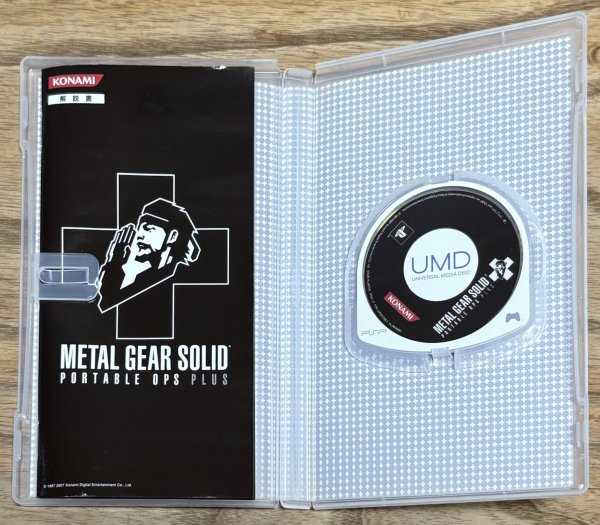 KONAMI
解説書
METAL GEAR SOLID
PORTABLE OPS PLUS
© 1987 2007 Konami Digital Entertainment Co., Ltd.
UMD
UNIVERSAL MEDIA DISC
KONAMI
METAL GEAR SOLID
PORTABLE OPS PLUS
PSP